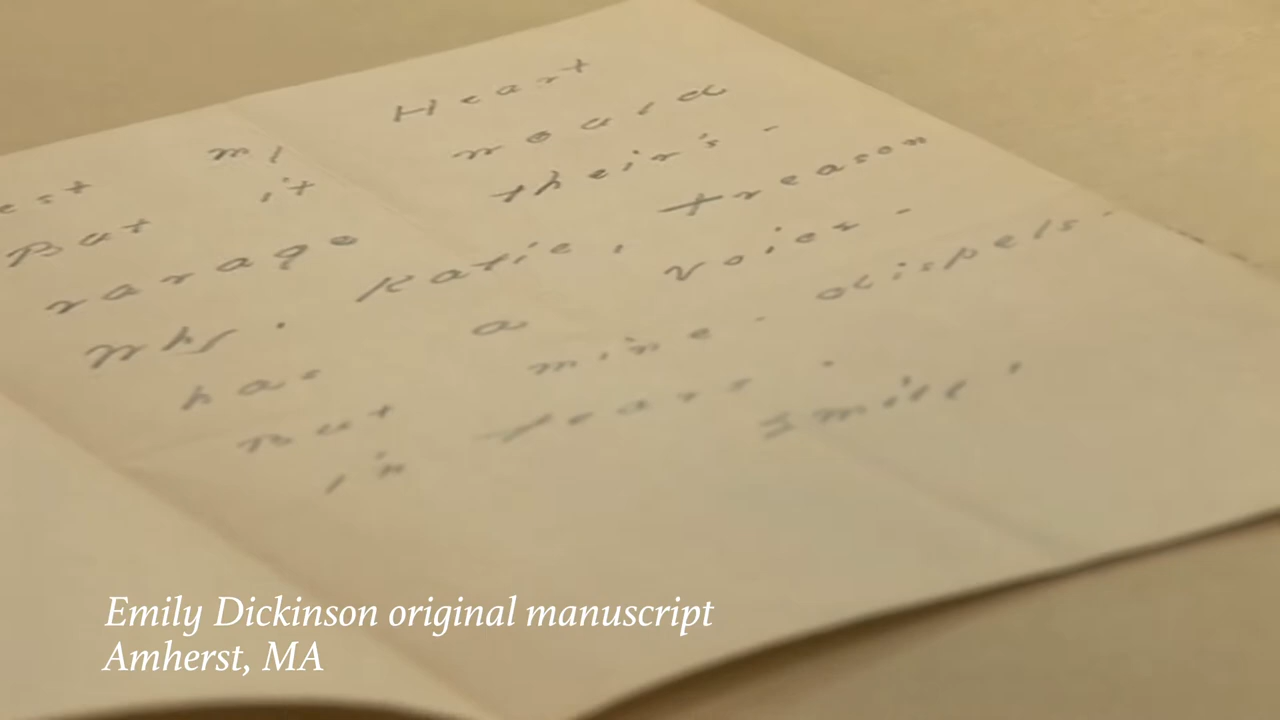 est my Heart
But it would
ravage their's -
Why. Katie, treason
has a voice -
But mine - dispels -
in tears.
Emily Dickinson original manuscript
Amherst, MA